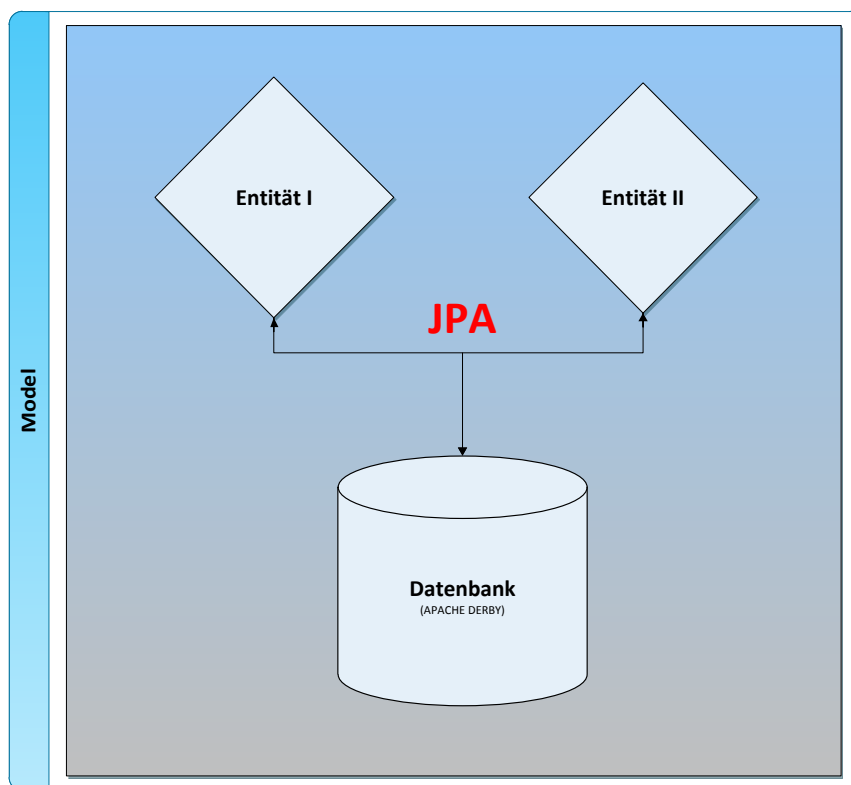 Model
Entität I
Entität II
JPA
Datenbank
(APACHE DERBY)